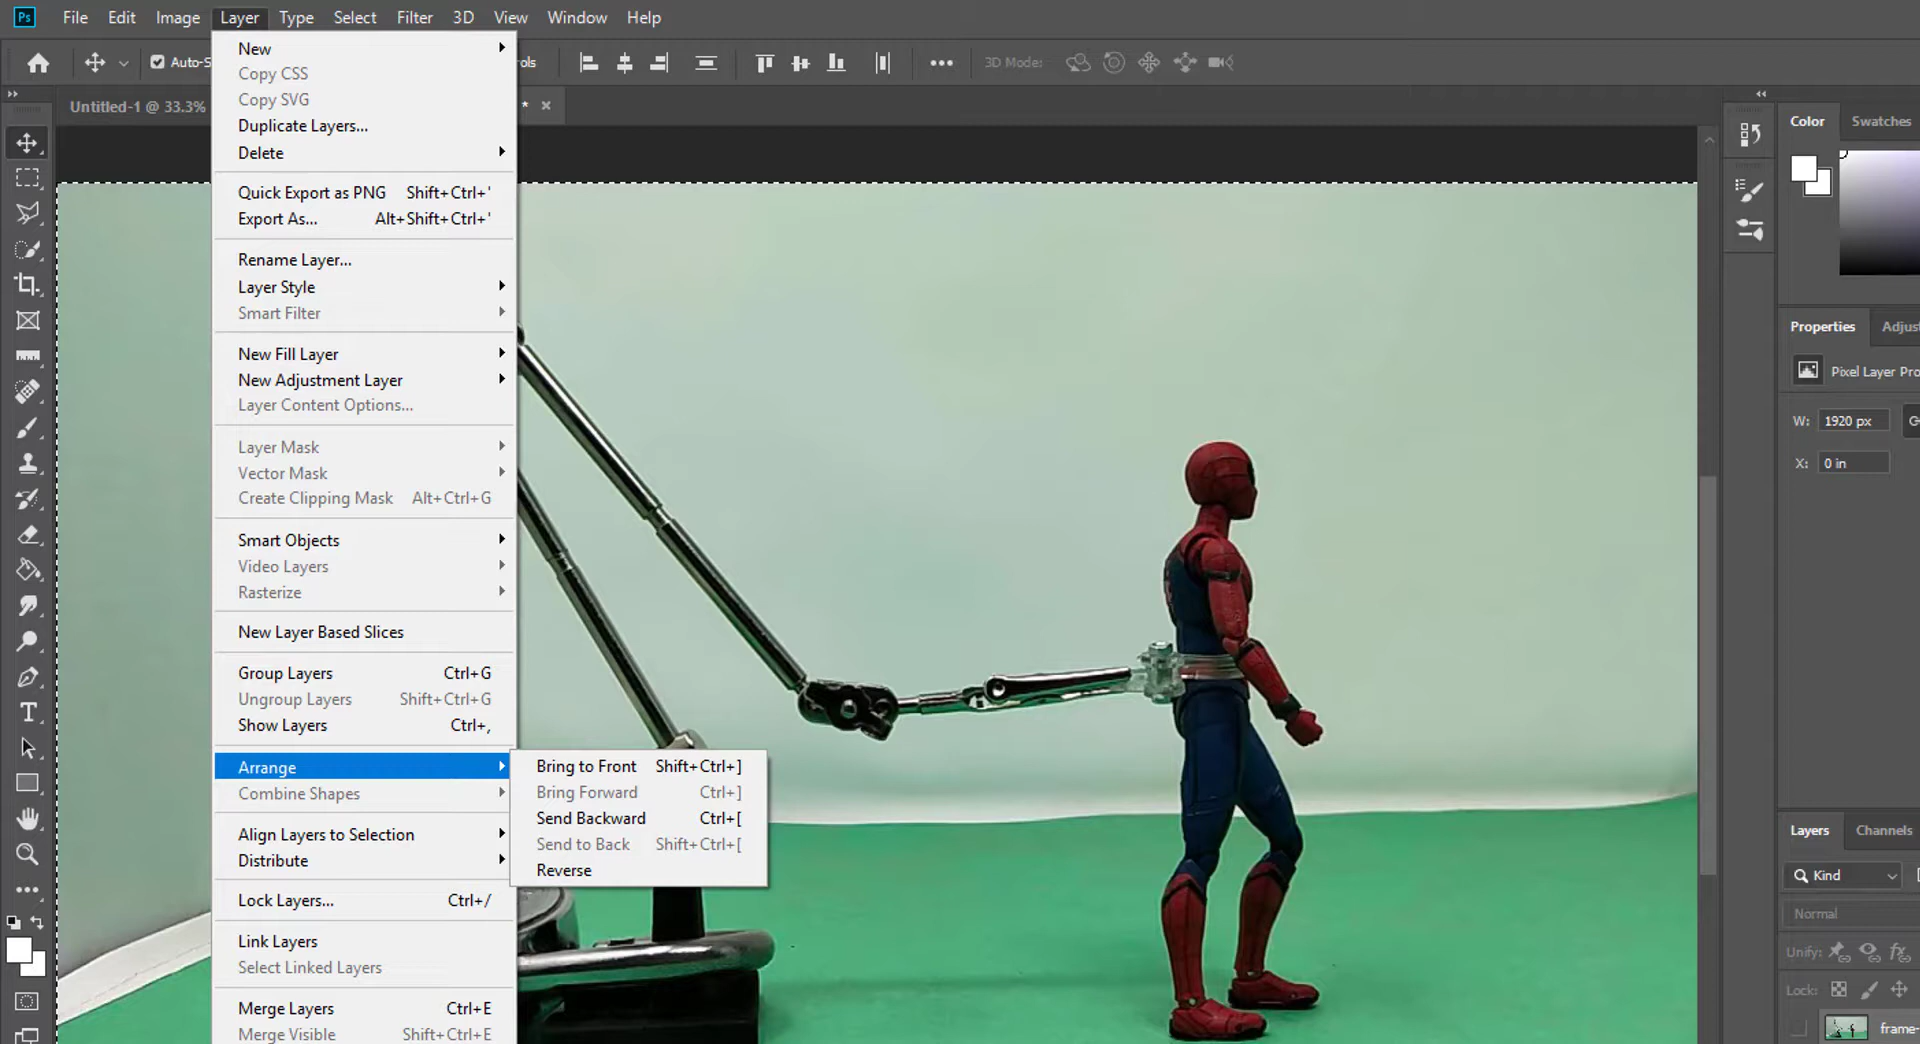 Ps File Edit Image Layer Type Select Filter 3D View Window Help
Auto-S ols 3D Mode:
Untitled-1 @ 33.3% * ×
New
Copy CSS
Copy SVG
Duplicate Layers...
Delete
Quick Export as PNG Shift+Ctrl+'
Export As... Alt+Shift+Ctrl+'
Rename Layer...
Layer Style
Smart Filter
New Fill Layer
New Adjustment Layer
Layer Content Options...
Layer Mask
Vector Mask
Create Clipping Mask Alt+Ctrl+G
Smart Objects
Video Layers
Rasterize
New Layer Based Slices
Group Layers Ctrl+G
Ungroup Layers Shift+Ctrl+G
Show Layers Ctrl+,
Arrange
Combine Shapes
Align Layers to Selection
Distribute
Lock Layers... Ctrl+/
Link Layers
Select Linked Layers
Merge Layers Ctrl+E
Merge Visible Shift+Ctrl+E
Bring to Front Shift+Ctrl+]
Bring Forward Ctrl+]
Send Backward Ctrl+[
Send to Back Shift+Ctrl+[
Reverse
Color Swatches
Properties Adjus
Pixel Layer Pro
W: 1920 px
X: 0 in
Layers Channels
Kind
Normal
Unify:
Lock:
frame-